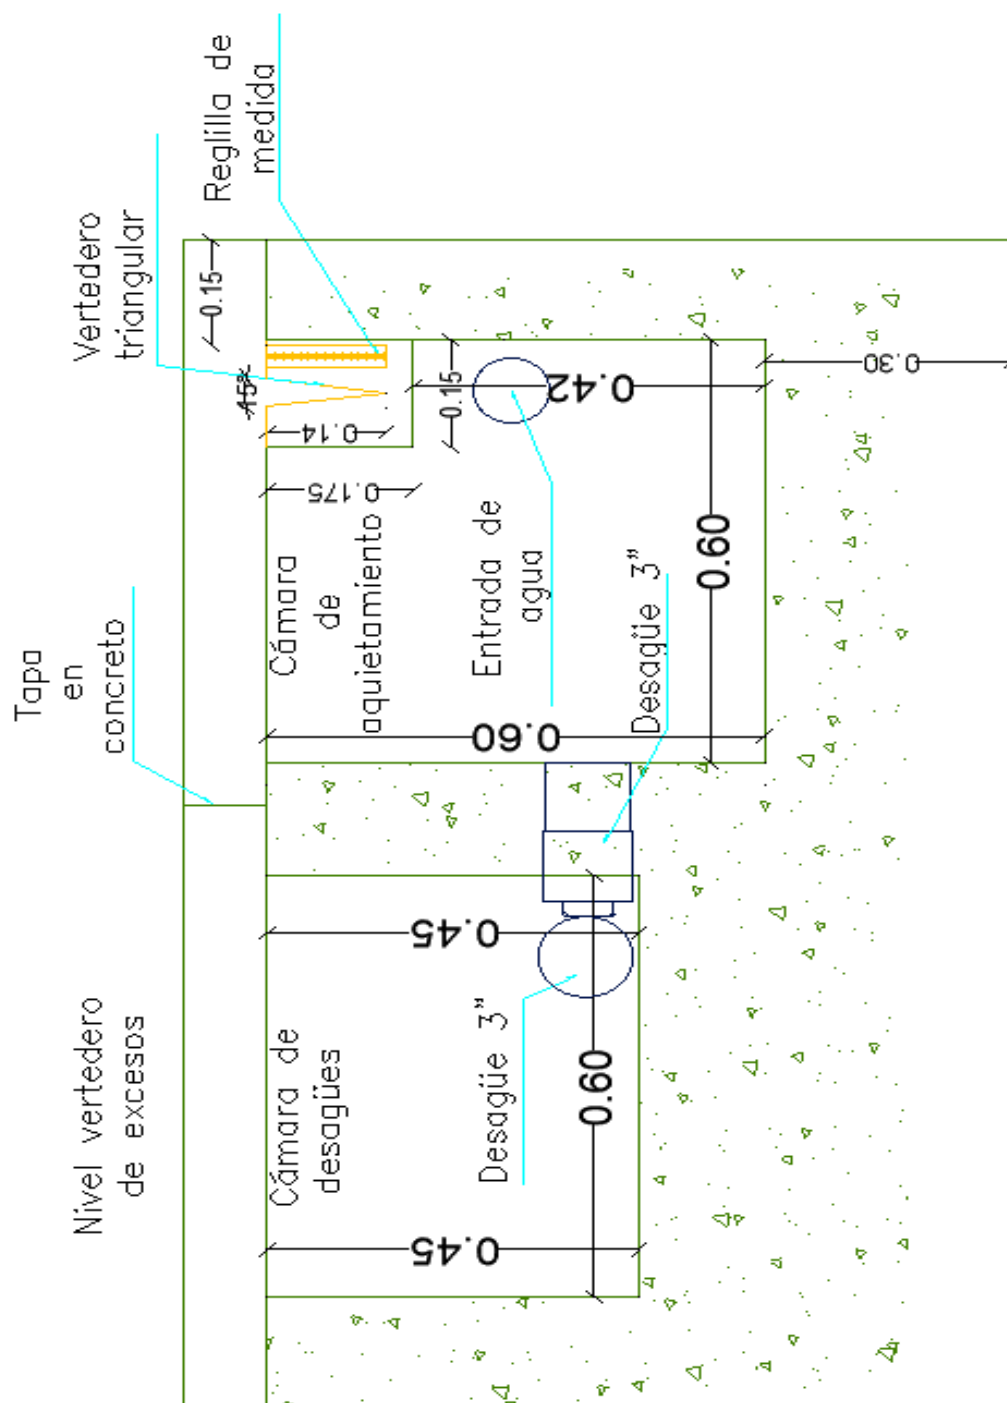 Tapa
en
concreto
Nivel vertedero
de excesos
Vertedero
triangular
Reglilla de
medida
0.15
45°
0.14
0.175
0.15
0.42
0.30
Cámara
de
aquietamiento
Entrada de
agua
Desagüe 3"
0.60
0.60
Cámara de
desagües
Desagüe 3"
0.45
0.45
0.60